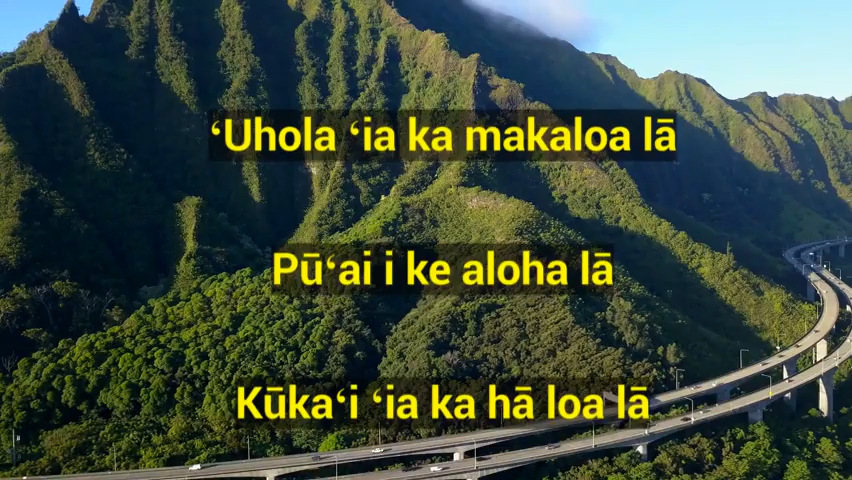 ʻUhola ʻia ka makaloa lā
Pūʻai i ke aloha lā
Kūkaʻi ʻia ka hā loa lā